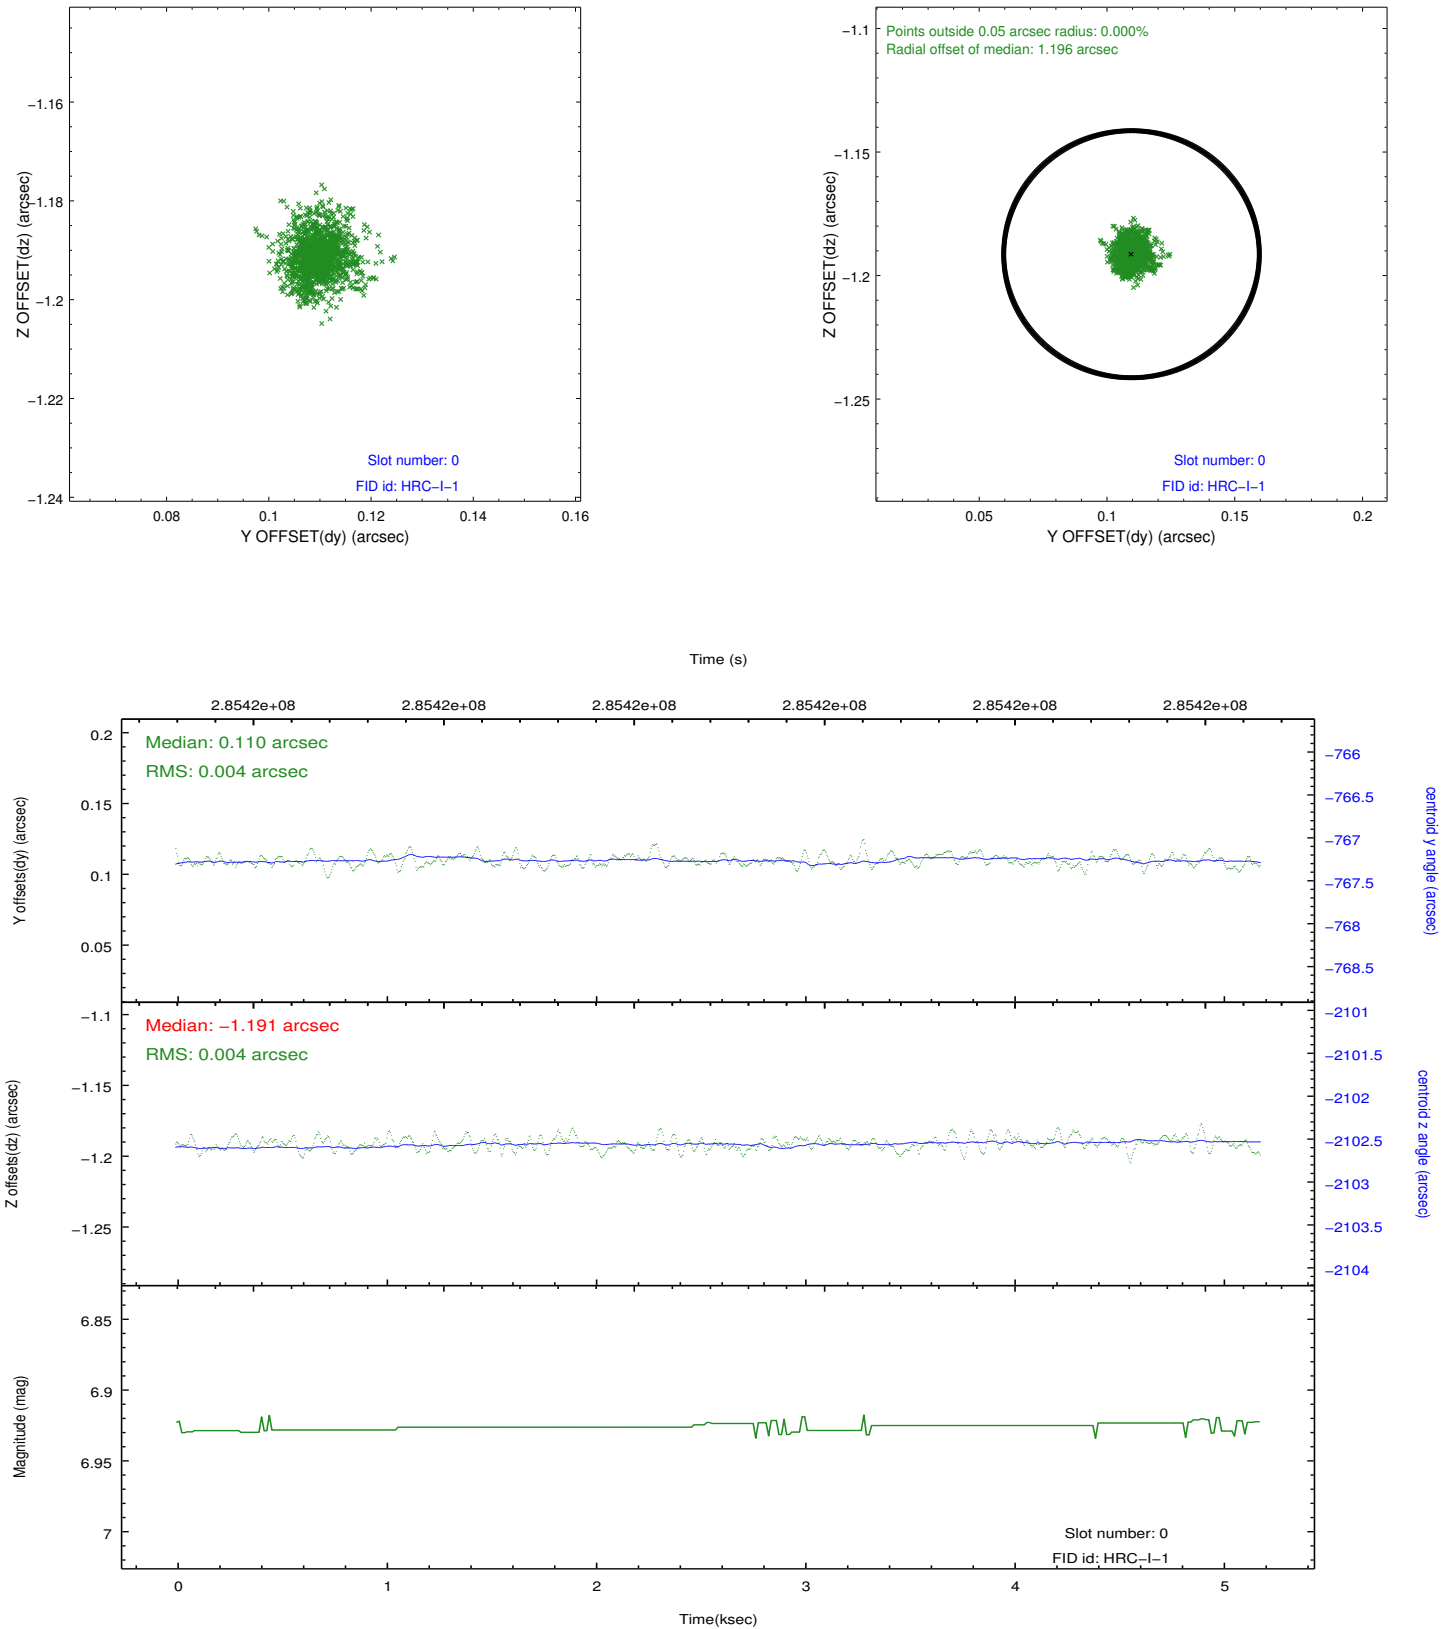 −1.16
−1.18
−1.2
−1.22
−1.24
Z OFFSET(dz) (arcsec)
Slot number: 0
FID id: HRC−I−1
0.08
0.1
0.12
0.14
0.16
Y OFFSET(dy) (arcsec)
−1.1
−1.15
−1.2
−1.25
Z OFFSET(dz) (arcsec)
Points outside 0.05 arcsec radius: 0.000%
Radial offset of median: 1.196 arcsec
Slot number: 0
FID id: HRC−I−1
0.05
0.1
0.15
0.2
Y OFFSET(dy) (arcsec)
Time (s)
2.8542e+08
2.8542e+08
2.8542e+08
2.8542e+08
2.8542e+08
2.8542e+08
0.2
0.15
0.1
0.05
Y offsets(dy) (arcsec)
Median: 0.110 arcsec
RMS: 0.004 arcsec
−766
−766.5
−767
−767.5
−768
−768.5
centroid y angle (arcsec)
−1.1
−1.15
−1.2
−1.25
Z offsets(dz) (arcsec)
Median: −1.191 arcsec
RMS: 0.004 arcsec
−2101
−2101.5
−2102
−2102.5
−2103
−2103.5
−2104
centroid z angle (arcsec)
6.85
6.9
6.95
7
Magnitude (mag)
Slot number: 0
FID id: HRC−I−1
0
1
2
3
4
5
Time(ksec)